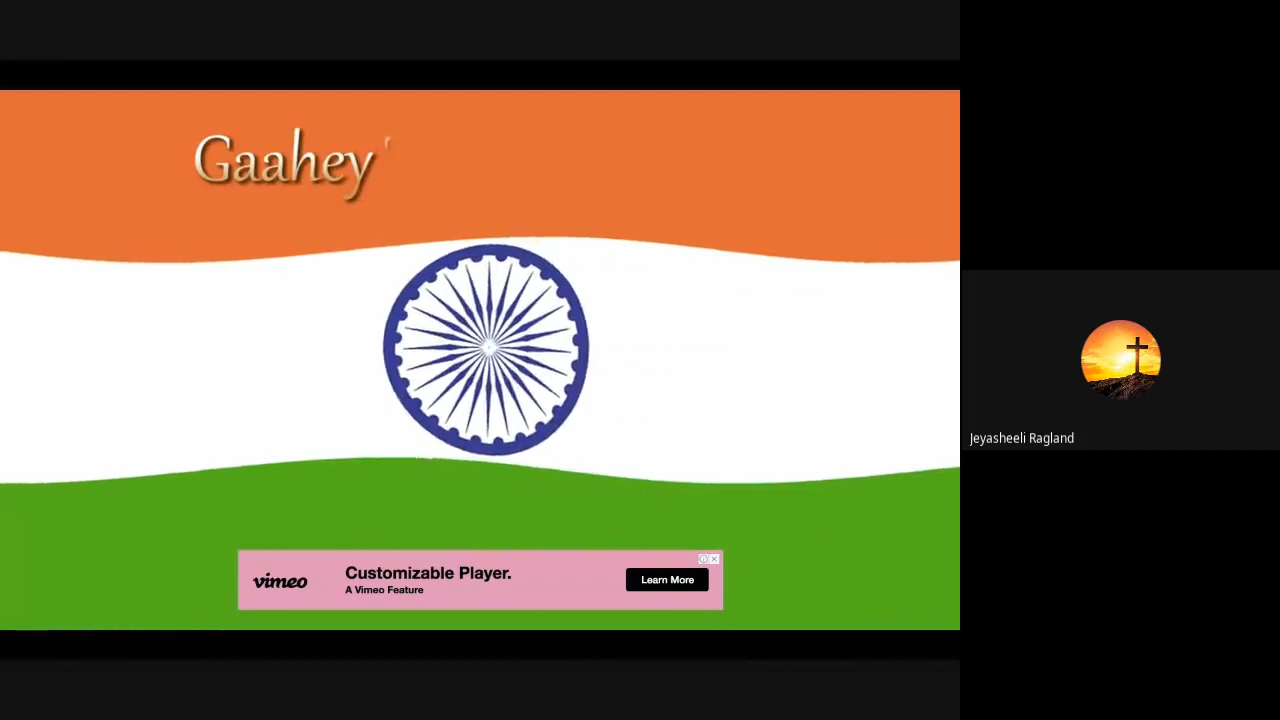 Gaahey
Jeyasheeli Ragland
vimeo
Customizable Player.
A Vimeo Feature
Learn More